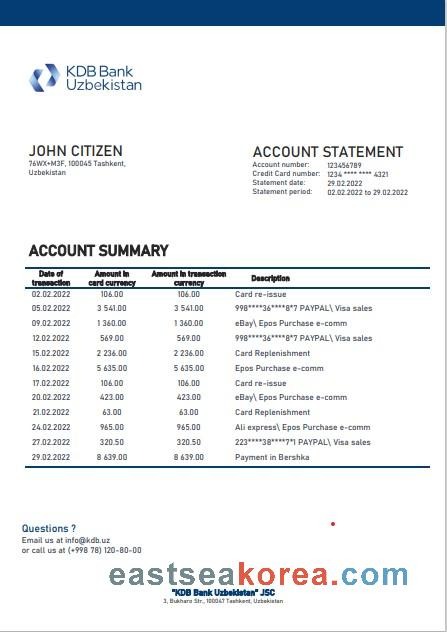 KDB Bank
Uzbekistan
JOHN CITIZEN
76WX+M3F, 100045 Tashkent,
Uzbekistan
ACCOUNT STATEMENT
Account number: 123456789
Credit Card number: 1234 **** **** 4321
Statement date: 29.02.2022
Statement period: 02.02.2022 to 29.02.2022
ACCOUNT SUMMARY
Date of transaction Amount in card currency Amount in transaction currency Description
02.02.2022 106.00 106.00 Card re-issue
05.02.2022 3 541.00 3 541.00 998****36****8*7 PAYPAL\ Visa sales
09.02.2022 1 360.00 1 360.00 eBay\ Epos Purchase e-comm
12.02.2022 569.00 569.00 998****36****8*7 PAYPAL\ Visa sales
15.02.2022 2 236.00 2 236.00 Card Replenishment
16.02.2022 5 635.00 5 635.00 Epos Purchase e-comm
17.02.2022 106.00 106.00 Card re-issue
20.02.2022 423.00 423.00 eBay\ Epos Purchase e-comm
21.02.2022 63.00 63.00 Card Replenishment
24.02.2022 965.00 965.00 Ali express\ Epos Purchase e-comm
27.02.2022 320.50 320.50 223****38****7*1 PAYPAL\ Visa sales
29.02.2022 8 639.00 8 639.00 Payment in Bershka
Questions ?
Email us at info@kdb.uz
or call us at (+998 78) 120-80-00
eastseakorea.com
"KDB Bank Uzbekistan" JSC
3, Bukharo Str., 100047 Tashkent, Uzbekistan